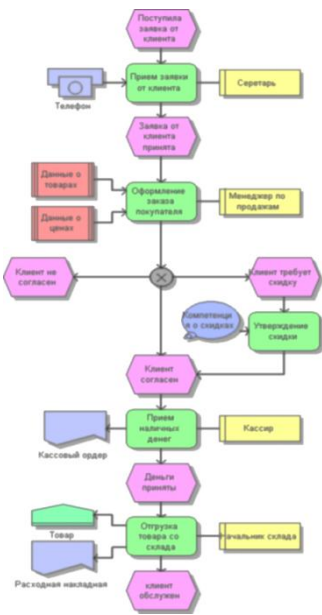 Поступила
заявка от
клиента
Прием заявки
от клиента
Серетарь
Телефон
Заявка от
клиента
принята
Данные о
товарах
Оформление
заказа
покупателя
Менеджер по
продажам
Данные о
ценах
Клиент не
согласен
Клиент требует
скидку
Компетенци
я о скидках
Утверждение
скидки
Клиент
согласен
Прием
наличных
денег
Кассир
Кассовый ордер
Деньги
приняты
Товар
Отгрузка
товара со
склада
Начальник склада
Расходная накладная
клиент
обслужен